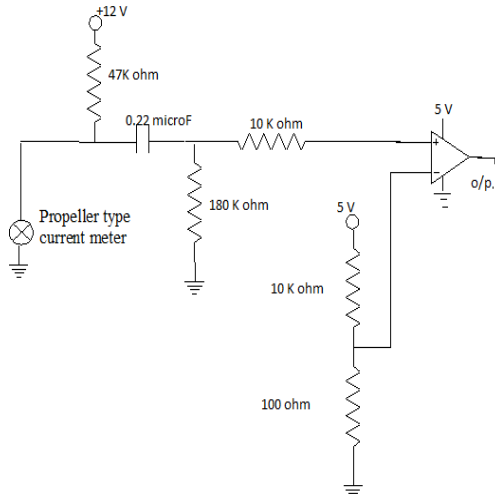 +12 V
47K ohm
0.22 microF
10 K ohm
5 V
+
−
o/p.
180 K ohm
Propeller type
current meter
5 V
10 K ohm
100 ohm